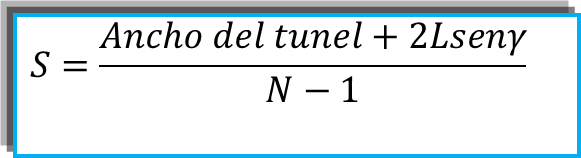 S = (Ancho del tunel + 2Lsenγ) / (N − 1)